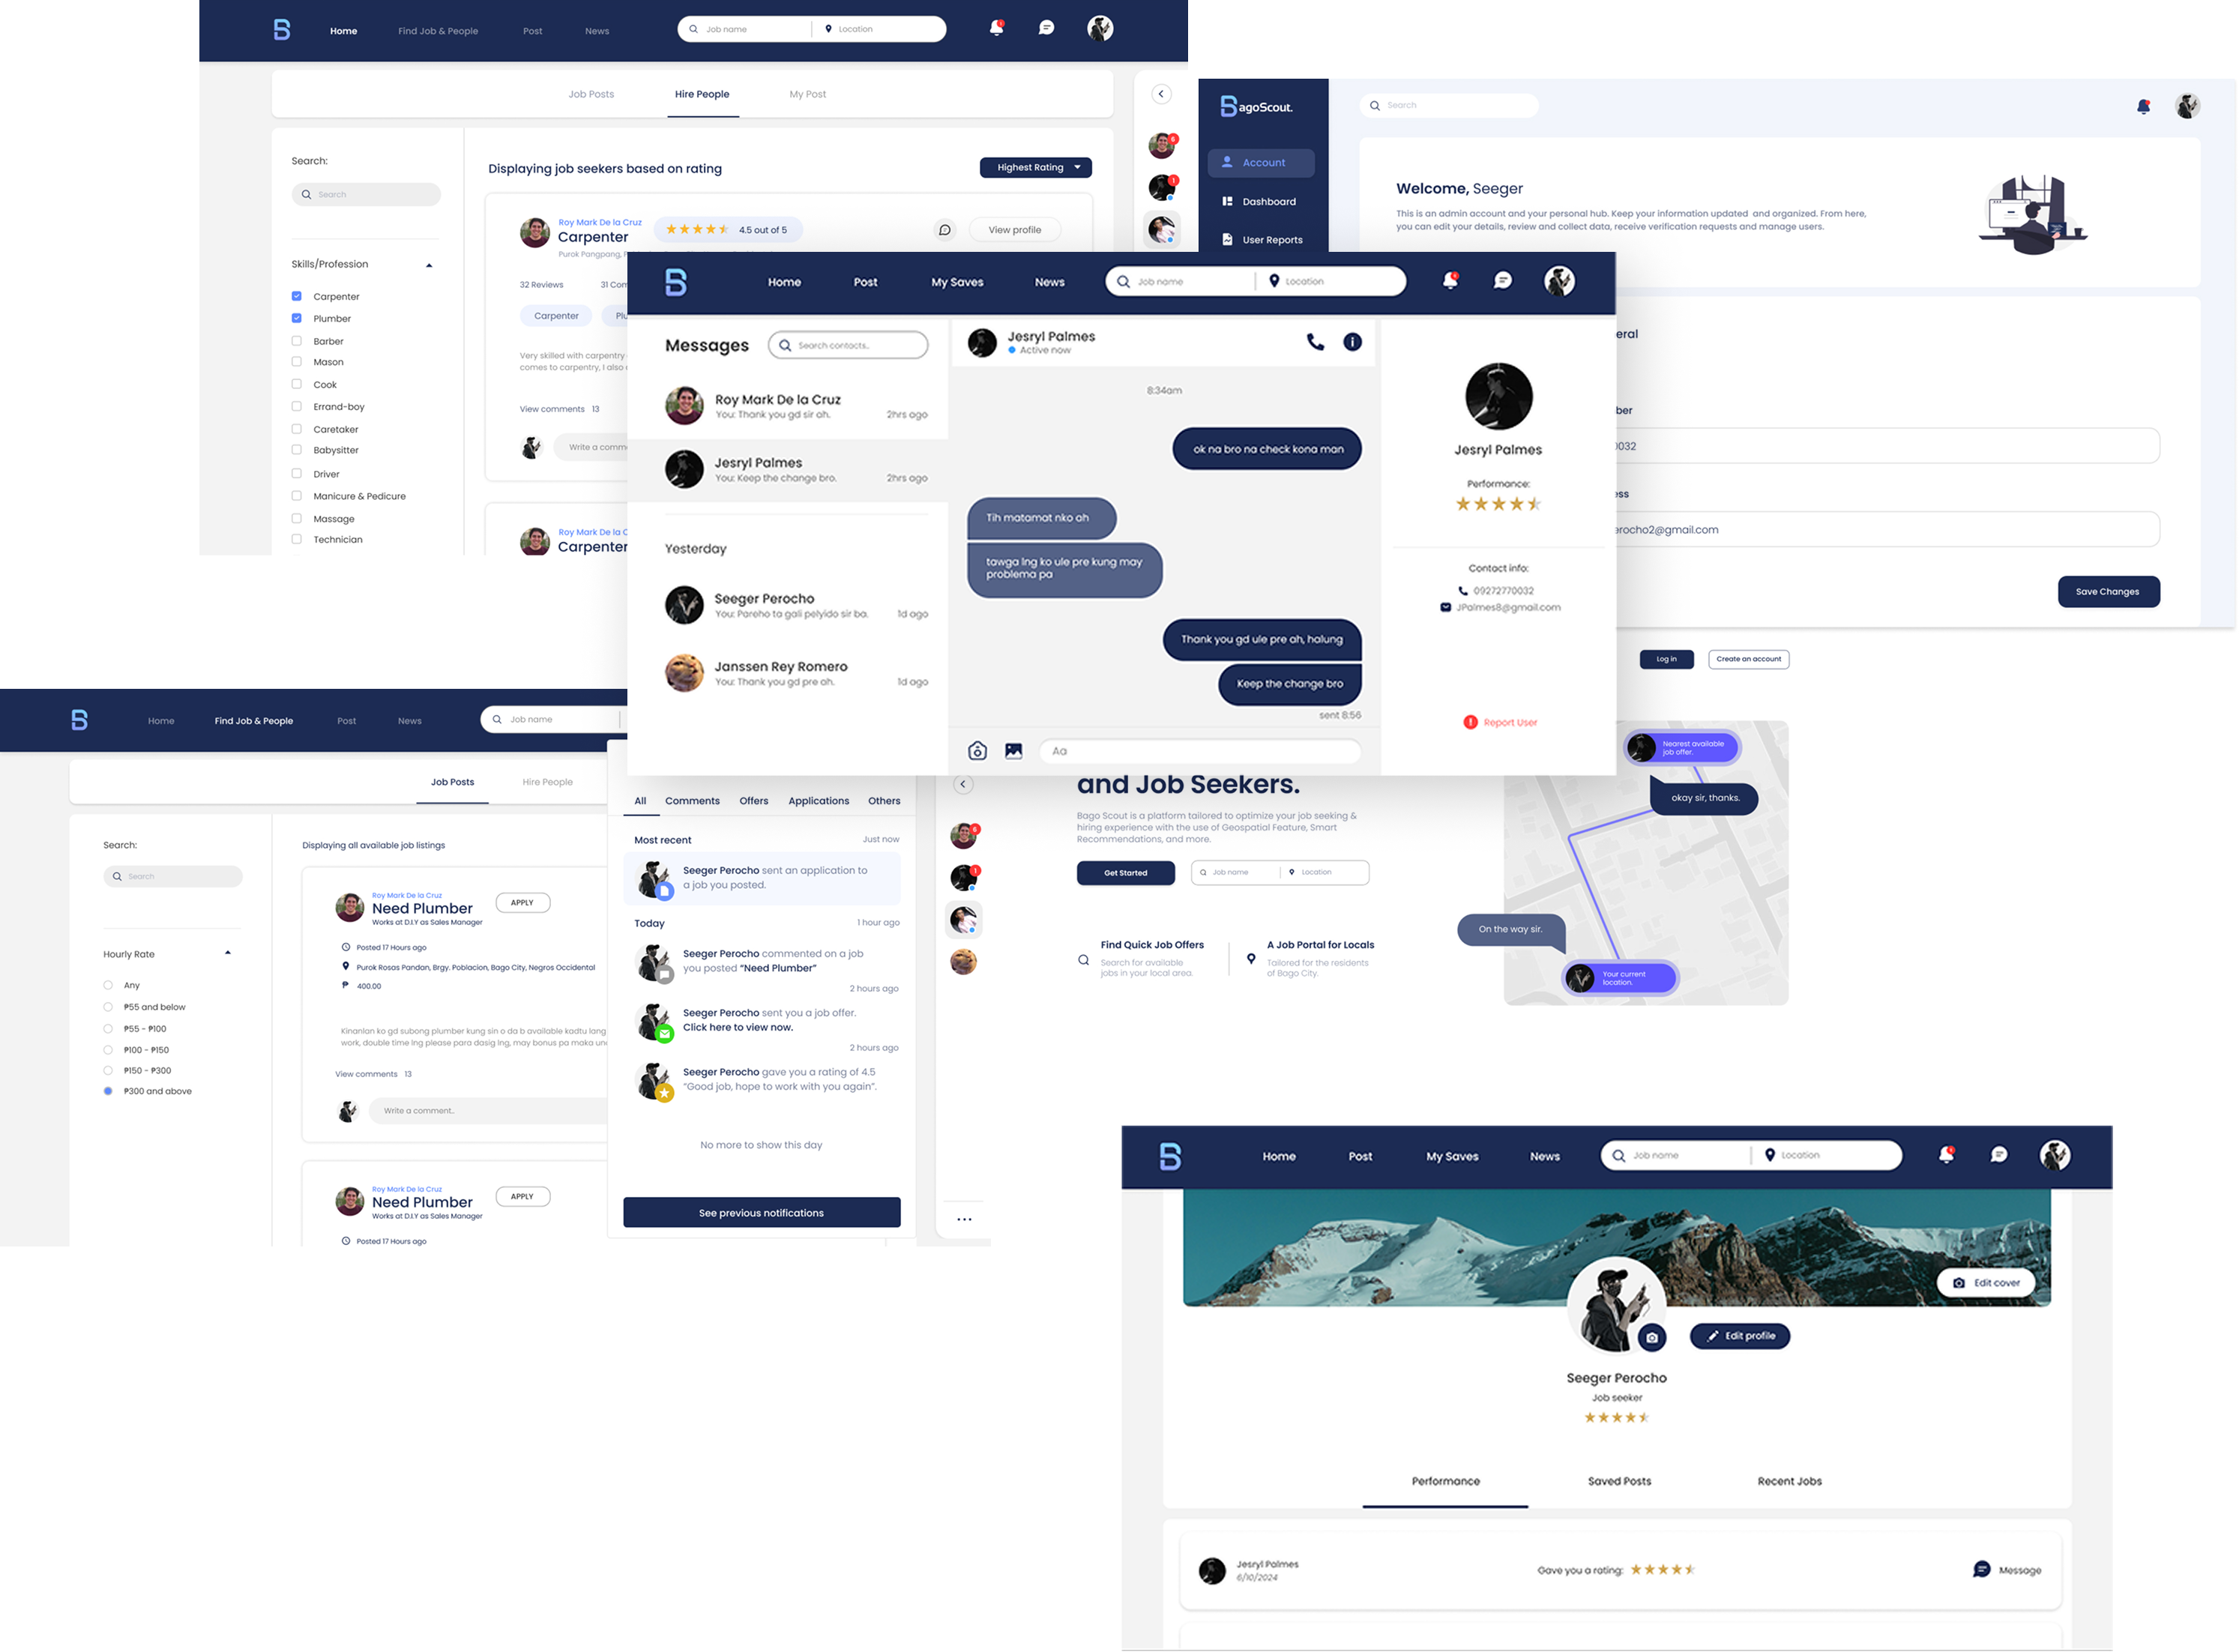 Home
Find Job & People
Post
News
Job name
Location
Job Posts
Hire People
My Post
Search:
Search
Skills/Profession
Carpenter
Plumber
Barber
Mason
Cook
Errand-boy
Caretaker
Babysitter
Driver
Manicure & Pedicure
Massage
Technician
Displaying job seekers based on rating
Highest Rating
Roy Mark De la Cruz
Carpenter
4.5 out of 5
View profile
Purok Pangpang,
32 Reviews
31 Com
Carpenter
Plu
Very skilled with carpentry
comes to carpentry, I also
View comments 13
Write a comm
Roy Mark De la C
Carpenter
6
1
BagoScout.
Account
Dashboard
User Reports
Search
Welcome, Seeger
This is an admin account and your personal hub. Keep your information updated and organized. From here,
you can edit your details, review and collect data, receive verification requests and manage users.
eral
ber
0032
ess
erocho2@gmail.com
Save Changes
Home
Post
My Saves
News
Job name
Location
Messages
Search contacts..
Roy Mark De la Cruz
You: Thank you gd sir ah.
2hrs ago
Jesryl Palmes
You: Keep the change bro.
2hrs ago
Yesterday
Seeger Perocho
You: Pareho ta gali pelyido sir ba.
1d ago
Janssen Rey Romero
You: Thank you gd pre ah.
1d ago
Jesryl Palmes
Active now
8:34am
ok na bro na check kona man
Tih matamat nko ah
tawga lng ko ule pre kung may
problema pa
Thank you gd ule pre ah, halung
Keep the change bro
sent 8:56
Aa
Jesryl Palmes
Performance:
Contact info:
09272770032
JPalmes8@gmail.com
Report User
Log in
Create an account
and Job Seekers.
Bago Scout is a platform tailored to optimize your job seeking &
hiring experience with the use of Geospatial Feature, Smart
Recommendations, and more.
Get Started
Job name
Location
Find Quick Job Offers
Search for available
jobs in your local area.
A Job Portal for Locals
Tailored for the residents
of Bago City.
Nearest available
job offer.
okay sir, thanks.
On the way sir.
Your current
location.
Home
Find Job & People
Post
News
Job name
Job Posts
Hire People
Search:
Search
Hourly Rate
Any
₱55 and below
₱55 - ₱100
₱100 - ₱150
₱150 - ₱300
₱300 and above
Displaying all available job listings
Roy Mark De la Cruz
Need Plumber
Works at D.I.Y as Sales Manager
APPLY
Posted 17 Hours ago
Purok Rosas Pandan, Brgy. Poblacion, Bago City, Negros Occidental
₱ 400.00
Kinanlan ko gd subong plumber kung sin o da b available kadtu lang
work, double time lng please para dasig lng, may bonus pa maka un
View comments 13
Write a comment..
Roy Mark De la Cruz
Need Plumber
Works at D.I.Y as Sales Manager
APPLY
Posted 17 Hours ago
All
Comments
Offers
Applications
Others
Most recent
Just now
Seeger Perocho sent an application to
a job you posted.
Today
1 hour ago
Seeger Perocho commented on a job
you posted “Need Plumber”
2 hours ago
Seeger Perocho sent you a job offer.
Click here to view now.
2 hours ago
Seeger Perocho gave you a rating of 4.5
“Good job, hope to work with you again”.
No more to show this day
See previous notifications
6
1
Home
Post
My Saves
News
Job name
Location
Edit cover
Edit profile
Seeger Perocho
Job seeker
Performance
Saved Posts
Recent Jobs
Jesryl Palmes
6/10/2024
Gave you a rating:
Message